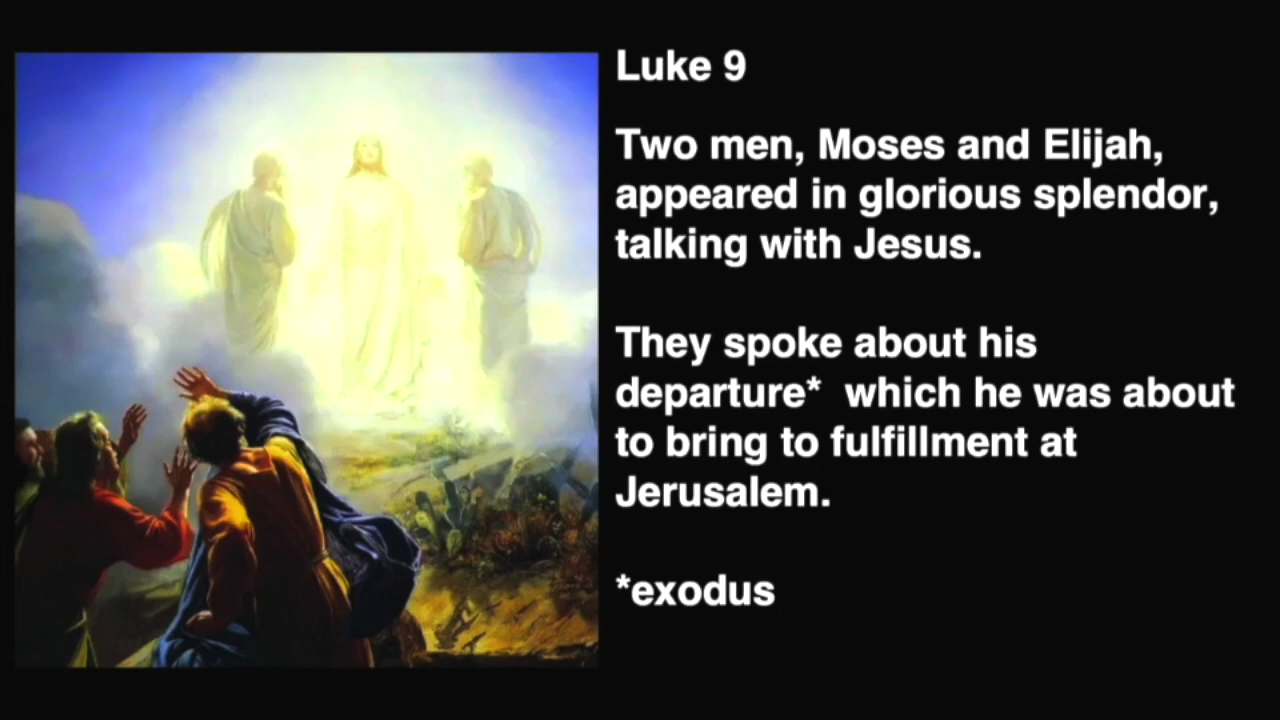 Luke 9
Two men, Moses and Elijah,
appeared in glorious splendor,
talking with Jesus.
They spoke about his
departure*  which he was about
to bring to fulfillment at
Jerusalem.
*exodus